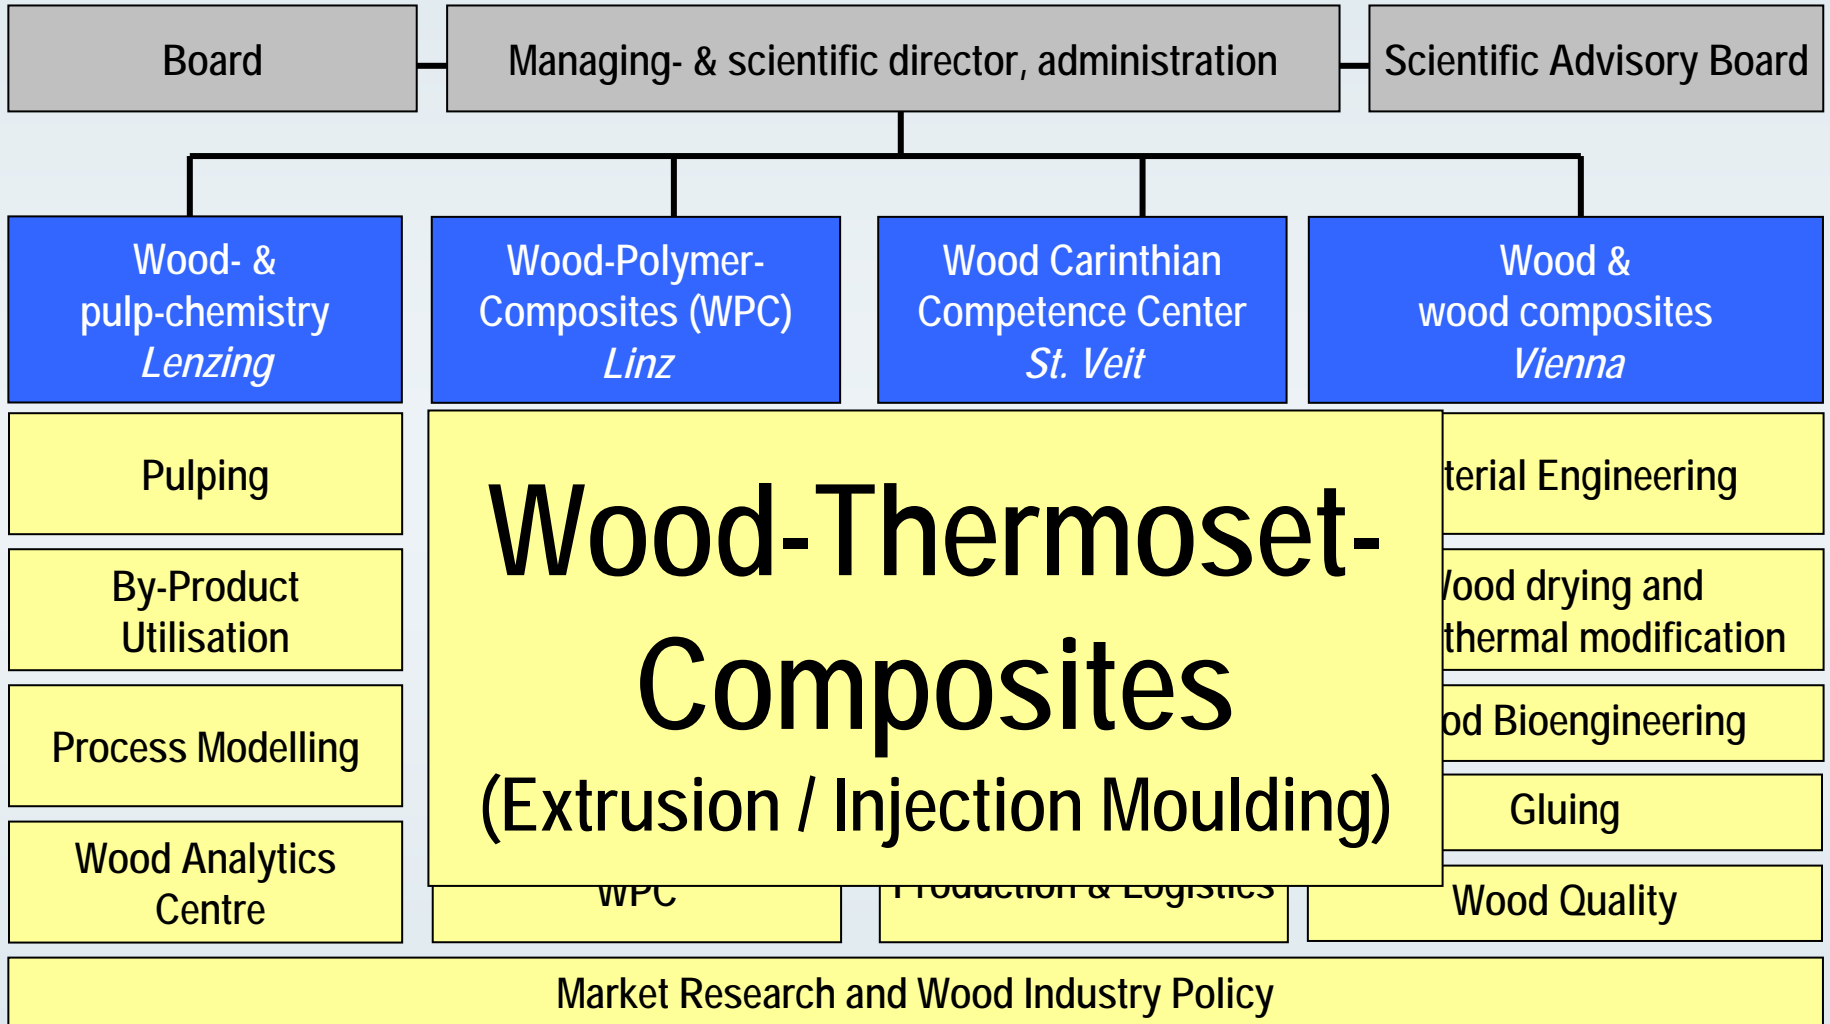 Board
Managing- & scientific director, administration
Scientific Advisory Board
Wood- &
pulp-chemistry
Lenzing
Wood-Polymer-
Composites (WPC)
Linz
Wood Carinthian
Competence Center
St. Veit
Wood &
wood composites
Vienna
Pulping
By-Product
Utilisation
Process Modelling
Wood Analytics
Centre
Wood-Thermoset-
Composites
(Extrusion / Injection Moulding)
WPC
Production & Logistics
Engineering
drying and
thermal modification
Bioengineering
Gluing
Wood Quality
Market Research and Wood Industry Policy